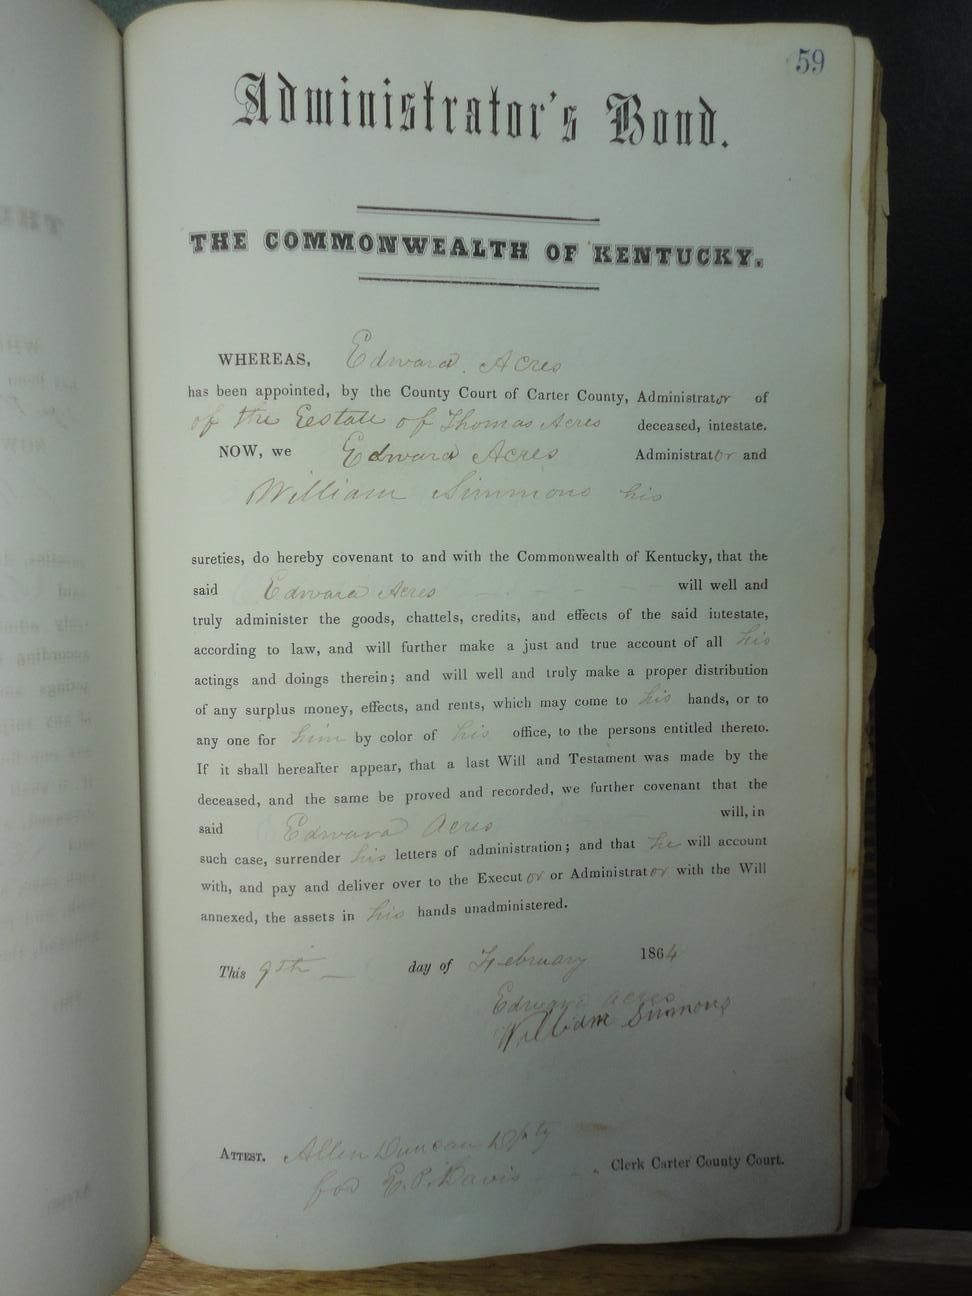 59
Administrator's Bond.
THE COMMONWEALTH OF KENTUCKY.
WHEREAS, Edward Acres
has been appointed, by the County Court of Carter County, Administrator of
of the Eestate of Thomas Acres deceased, intestate.
NOW, we Edward Acres Administrator and
William Simmons his
sureties, do hereby covenant to and with the Commonwealth of Kentucky, that the
said Edward Acres will well and
truly administer the goods, chattels, credits, and effects of the said intestate,
according to law, and will further make a just and true account of all his
actings and doings therein; and will well and truly make a proper distribution
of any surplus money, effects, and rents, which may come to his hands, or to
any one for him by color of his office, to the persons entitled thereto.
If it shall hereafter appear, that a last Will and Testament was made by the
deceased, and the same be proved and recorded, we further covenant that the
said Edward Acres will, in
such case, surrender his letters of administration; and that he will account
with, and pay and deliver over to the Executor or Administrator with the Will
annexed, the assets in his hands unadministered.
This 9th day of February 1864
Edward Acres
William Simmons
ATTEST. Allen Duncan Dpty
for E. P. Davis Clerk Carter County Court.